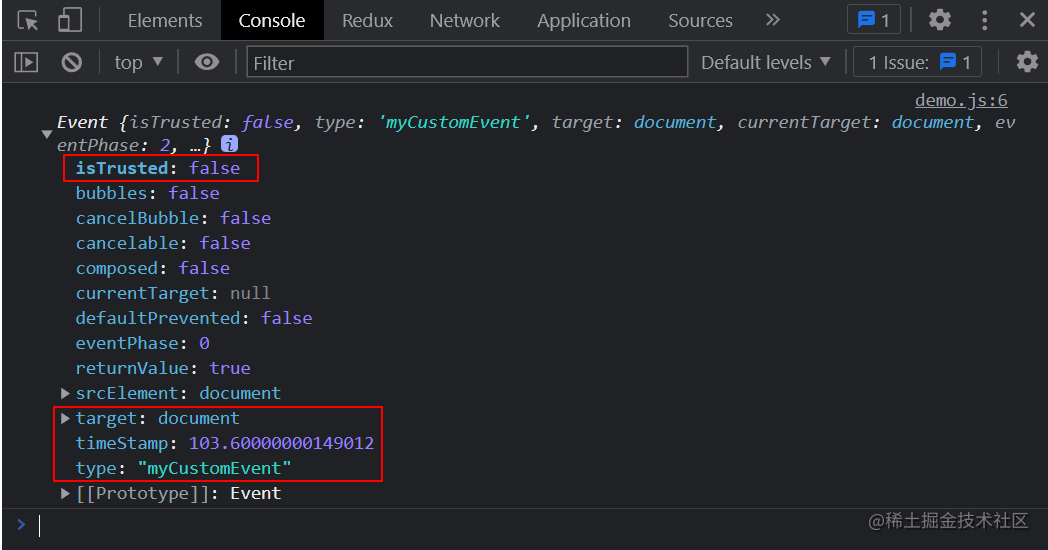 Elements Console Redux Network Application Sources 1
top Filter Default levels 1 Issue: 1
demo.js:6
Event {isTrusted: false, type: 'myCustomEvent', target: document, currentTarget: document, ev
entPhase: 2, …} i
isTrusted: false
bubbles: false
cancelBubble: false
cancelable: false
composed: false
currentTarget: null
defaultPrevented: false
eventPhase: 0
returnValue: true
srcElement: document
target: document
timeStamp: 103.60000000149012
type: "myCustomEvent"
[[Prototype]]: Event
@稀土掘金技术社区